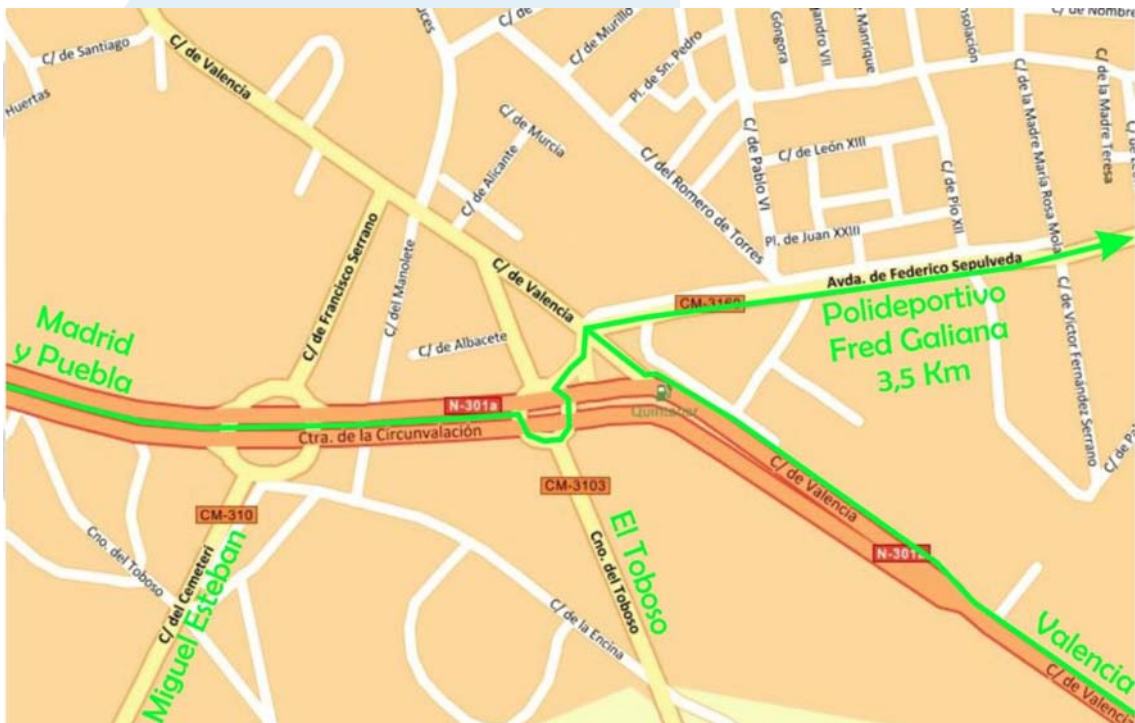 C/ de Santiago
Huertas
C/ de Valencia
C/ de Murillo
Pl. de Sn. Pedro
Góngora
Manrique
C/ de la Madre María Rosa Mola
C/ de la Madre Teresa
C/ de Nombre
C/ de Murcia
C/ de Alicante
C/ del Romero de Torres
C/ de Pablo VI
C/ de León XIII
C/ de Pío XII
Pl. de Juan XXIII
C/ de Francisco Serrano
C/ del Manolete
C/ de Valencia
Avda. de Federico Sepulveda
CM-3160
Polideportivo
Fred Galiana
3,5 Km
Madrid
y Puebla
C/ de Albacete
N-301a
Ctra. de la Circunvalación
Quintanar
C/ de Víctor Fernández Serrano
CM-310
CM-3103
C/ de Valencia
N-301a
Cno. del Toboso
C/ del Cementeri
Miguel Esteban
El Toboso
Cno. del Toboso
C/ de la Encina
Valencia
C/ de Valencia